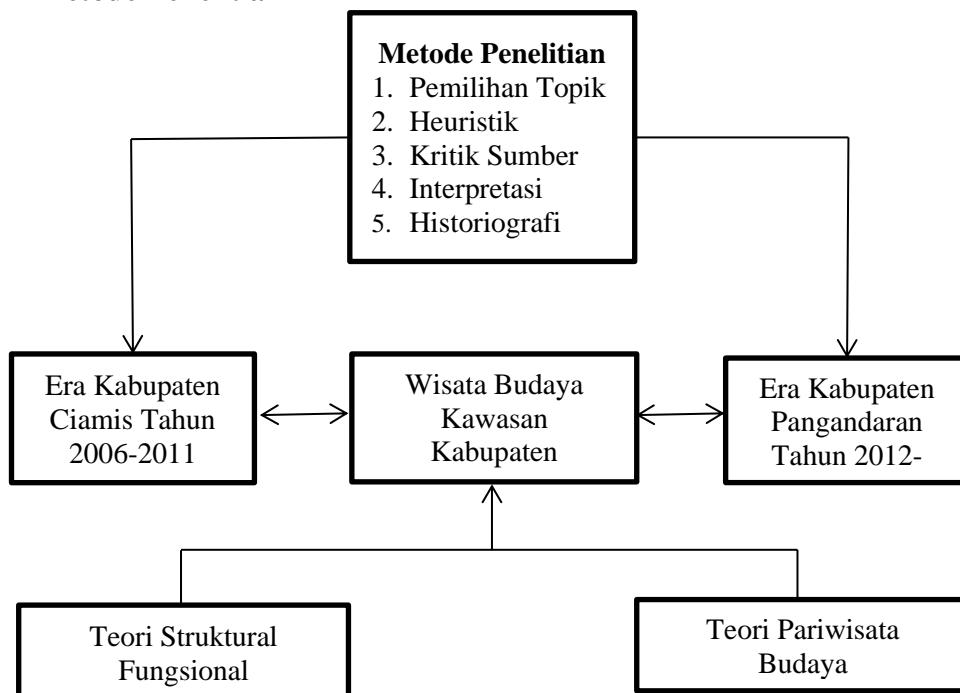 Metode Penelitian
1. Pemilihan Topik
2. Heuristik
3. Kritik Sumber
4. Interpretasi
5. Historiografi
Era Kabupaten
Ciamis Tahun
2006-2011
Wisata Budaya
Kawasan
Kabupaten
Era Kabupaten
Pangandaran
Tahun 2012-
Teori Struktural
Fungsional
Teori Pariwisata
Budaya